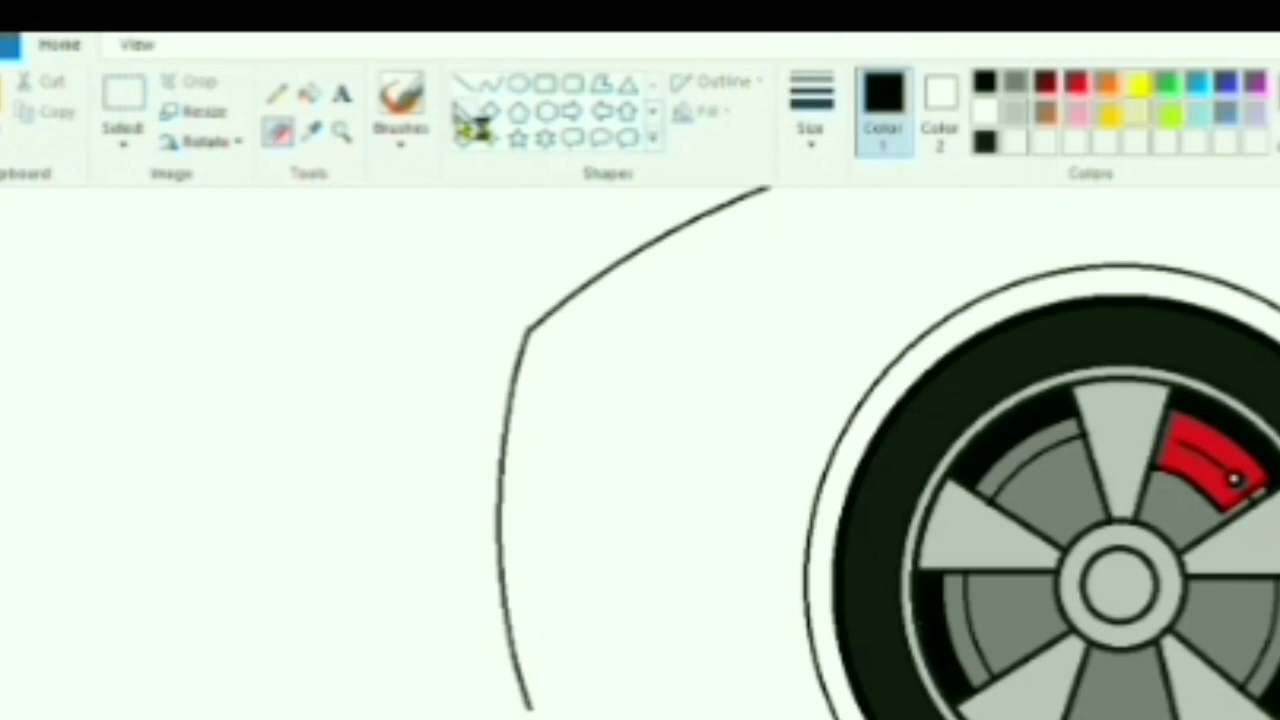 Home View
Cut
Copy
Select
Crop
Resize
Rotate
A
Brushes
Outline
Fill
Size
Color
1
Color
2
Image
Tools
Shapes
Colors